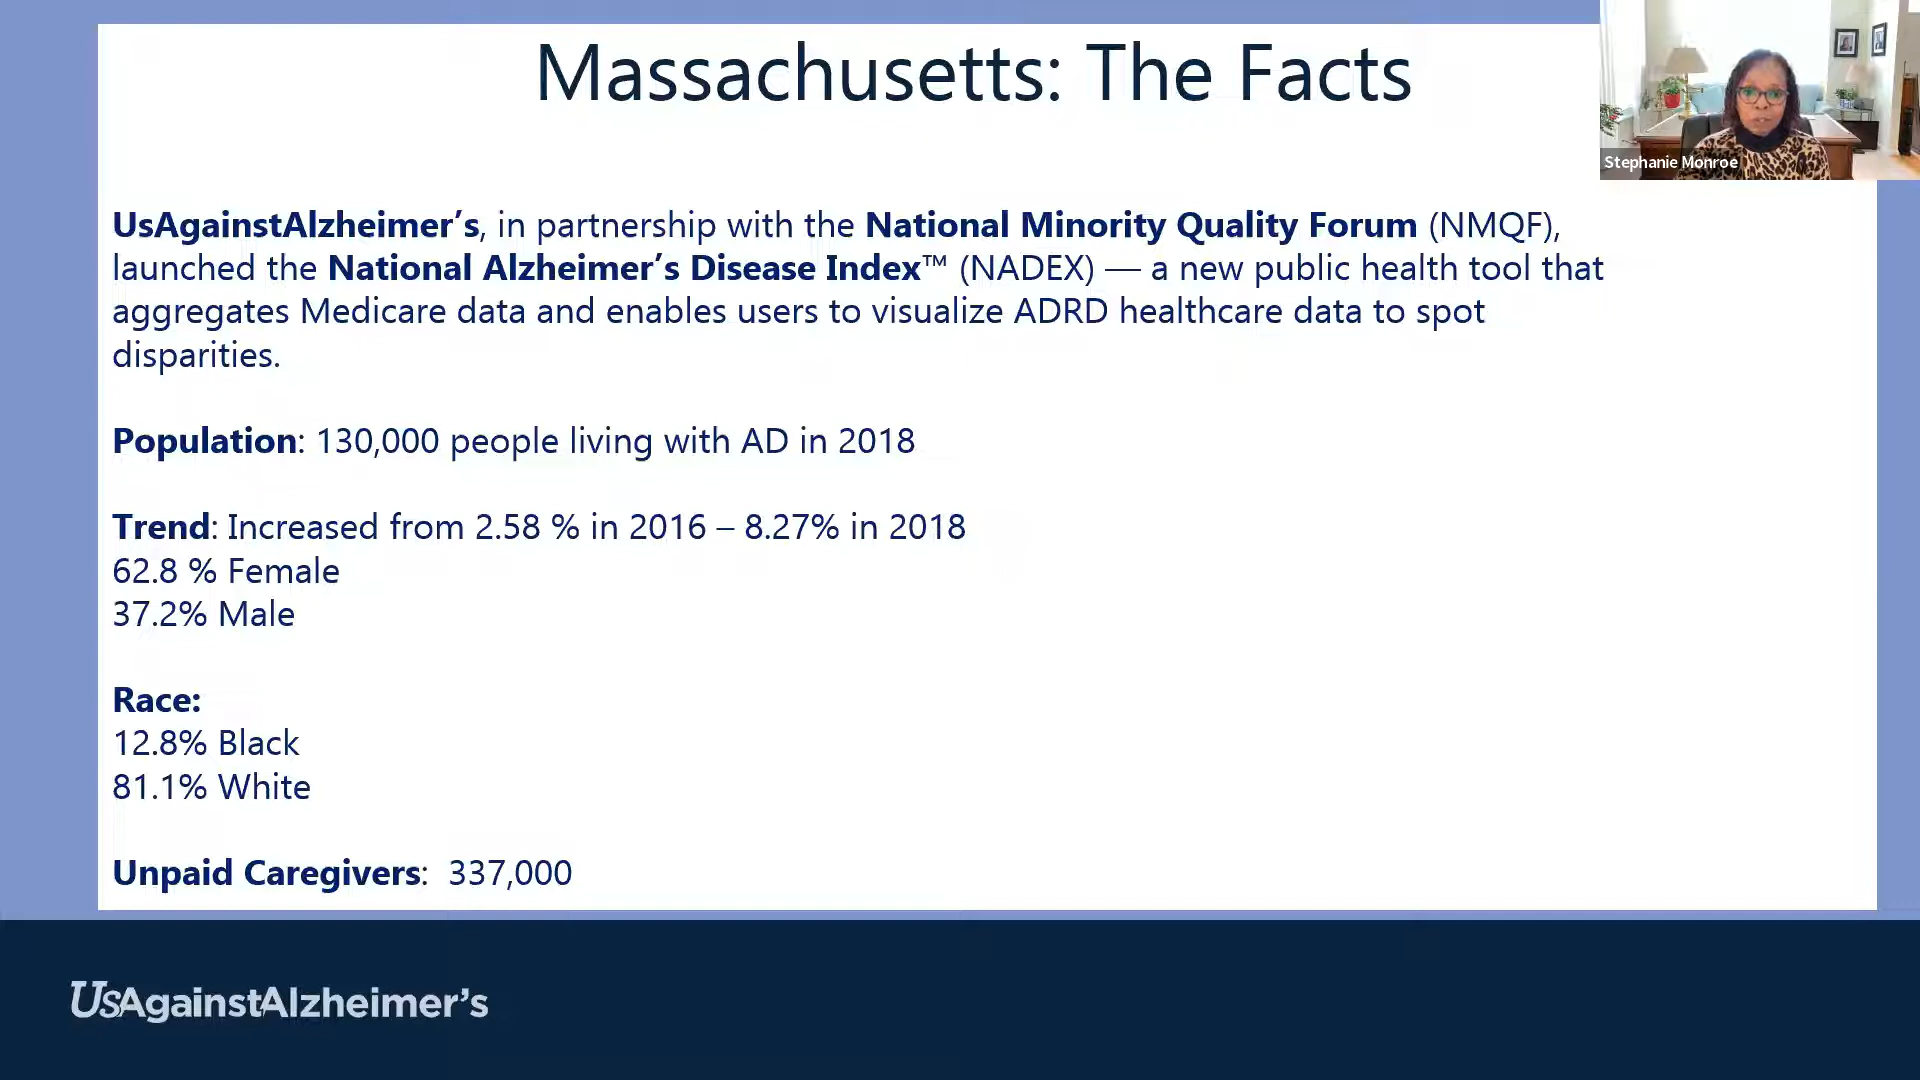 Massachusetts: The Facts
Stephanie Monroe
UsAgainstAlzheimer’s, in partnership with the National Minority Quality Forum (NMQF),
launched the National Alzheimer’s Disease Index™ (NADEX) — a new public health tool that
aggregates Medicare data and enables users to visualize ADRD healthcare data to spot
disparities.
Population: 130,000 people living with AD in 2018
Trend: Increased from 2.58 % in 2016 – 8.27% in 2018
62.8 % Female
37.2% Male
Race:
12.8% Black
81.1% White
Unpaid Caregivers:  337,000
UsAgainstAlzheimer’s